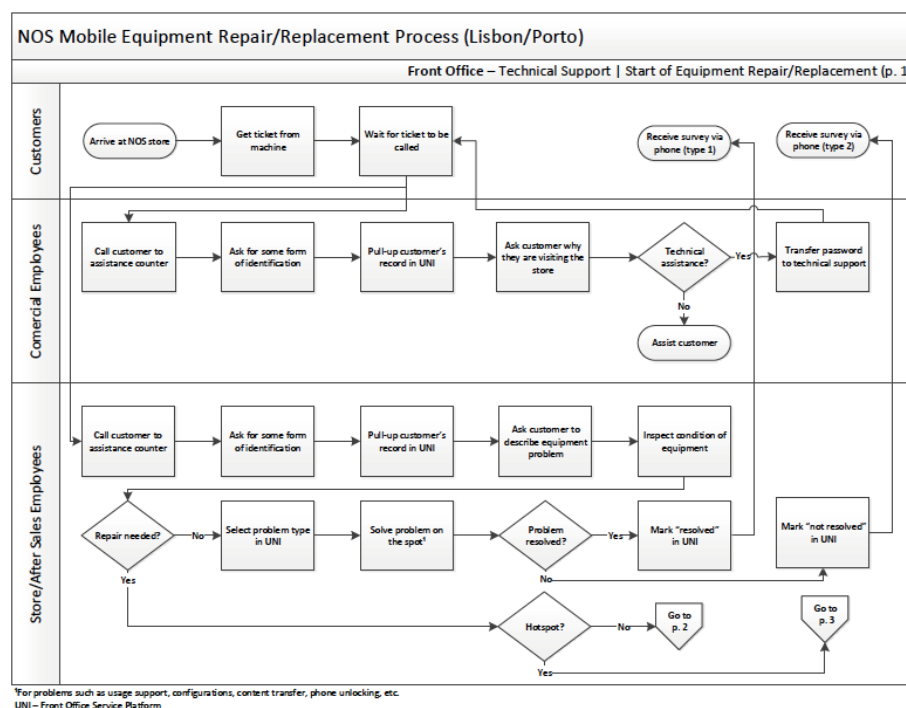 NOS Mobile Equipment Repair/Replacement Process (Lisbon/Porto)
Front Office – Technical Support | Start of Equipment Repair/Replacement (p. 1
Customers
Arrive at NOS store
Get ticket from
machine
Wait for ticket to be
called
Receive survey via
phone (type 1)
Receive survey via
phone (type 2)
Comercial Employees
Call customer to
assistance counter
Ask for some form
of identification
Pull-up customer's
record in UNI
Ask customer why
they are visiting the
store
Technical
assistance?
Yes
Transfer password
to technical support
No
Assist customer
Store/After Sales Employees
Call customer to
assistance counter
Ask for some form
of identification
Pull-up customer's
record in UNI
Ask customer to
describe equipment
problem
Inspect condition of
equipment
Repair needed?
No
Select problem type
in UNI
Solve problem on
the spot¹
Problem
resolved?
Yes
Mark "resolved"
in UNI
Mark "not resolved"
in UNI
No
Yes
Hotspot?
No
Go to
p. 2
Go to
p. 3
Yes
¹For problems such as usage support, configurations, content transfer, phone unlocking, etc.
UNI – Front Office Service Platform